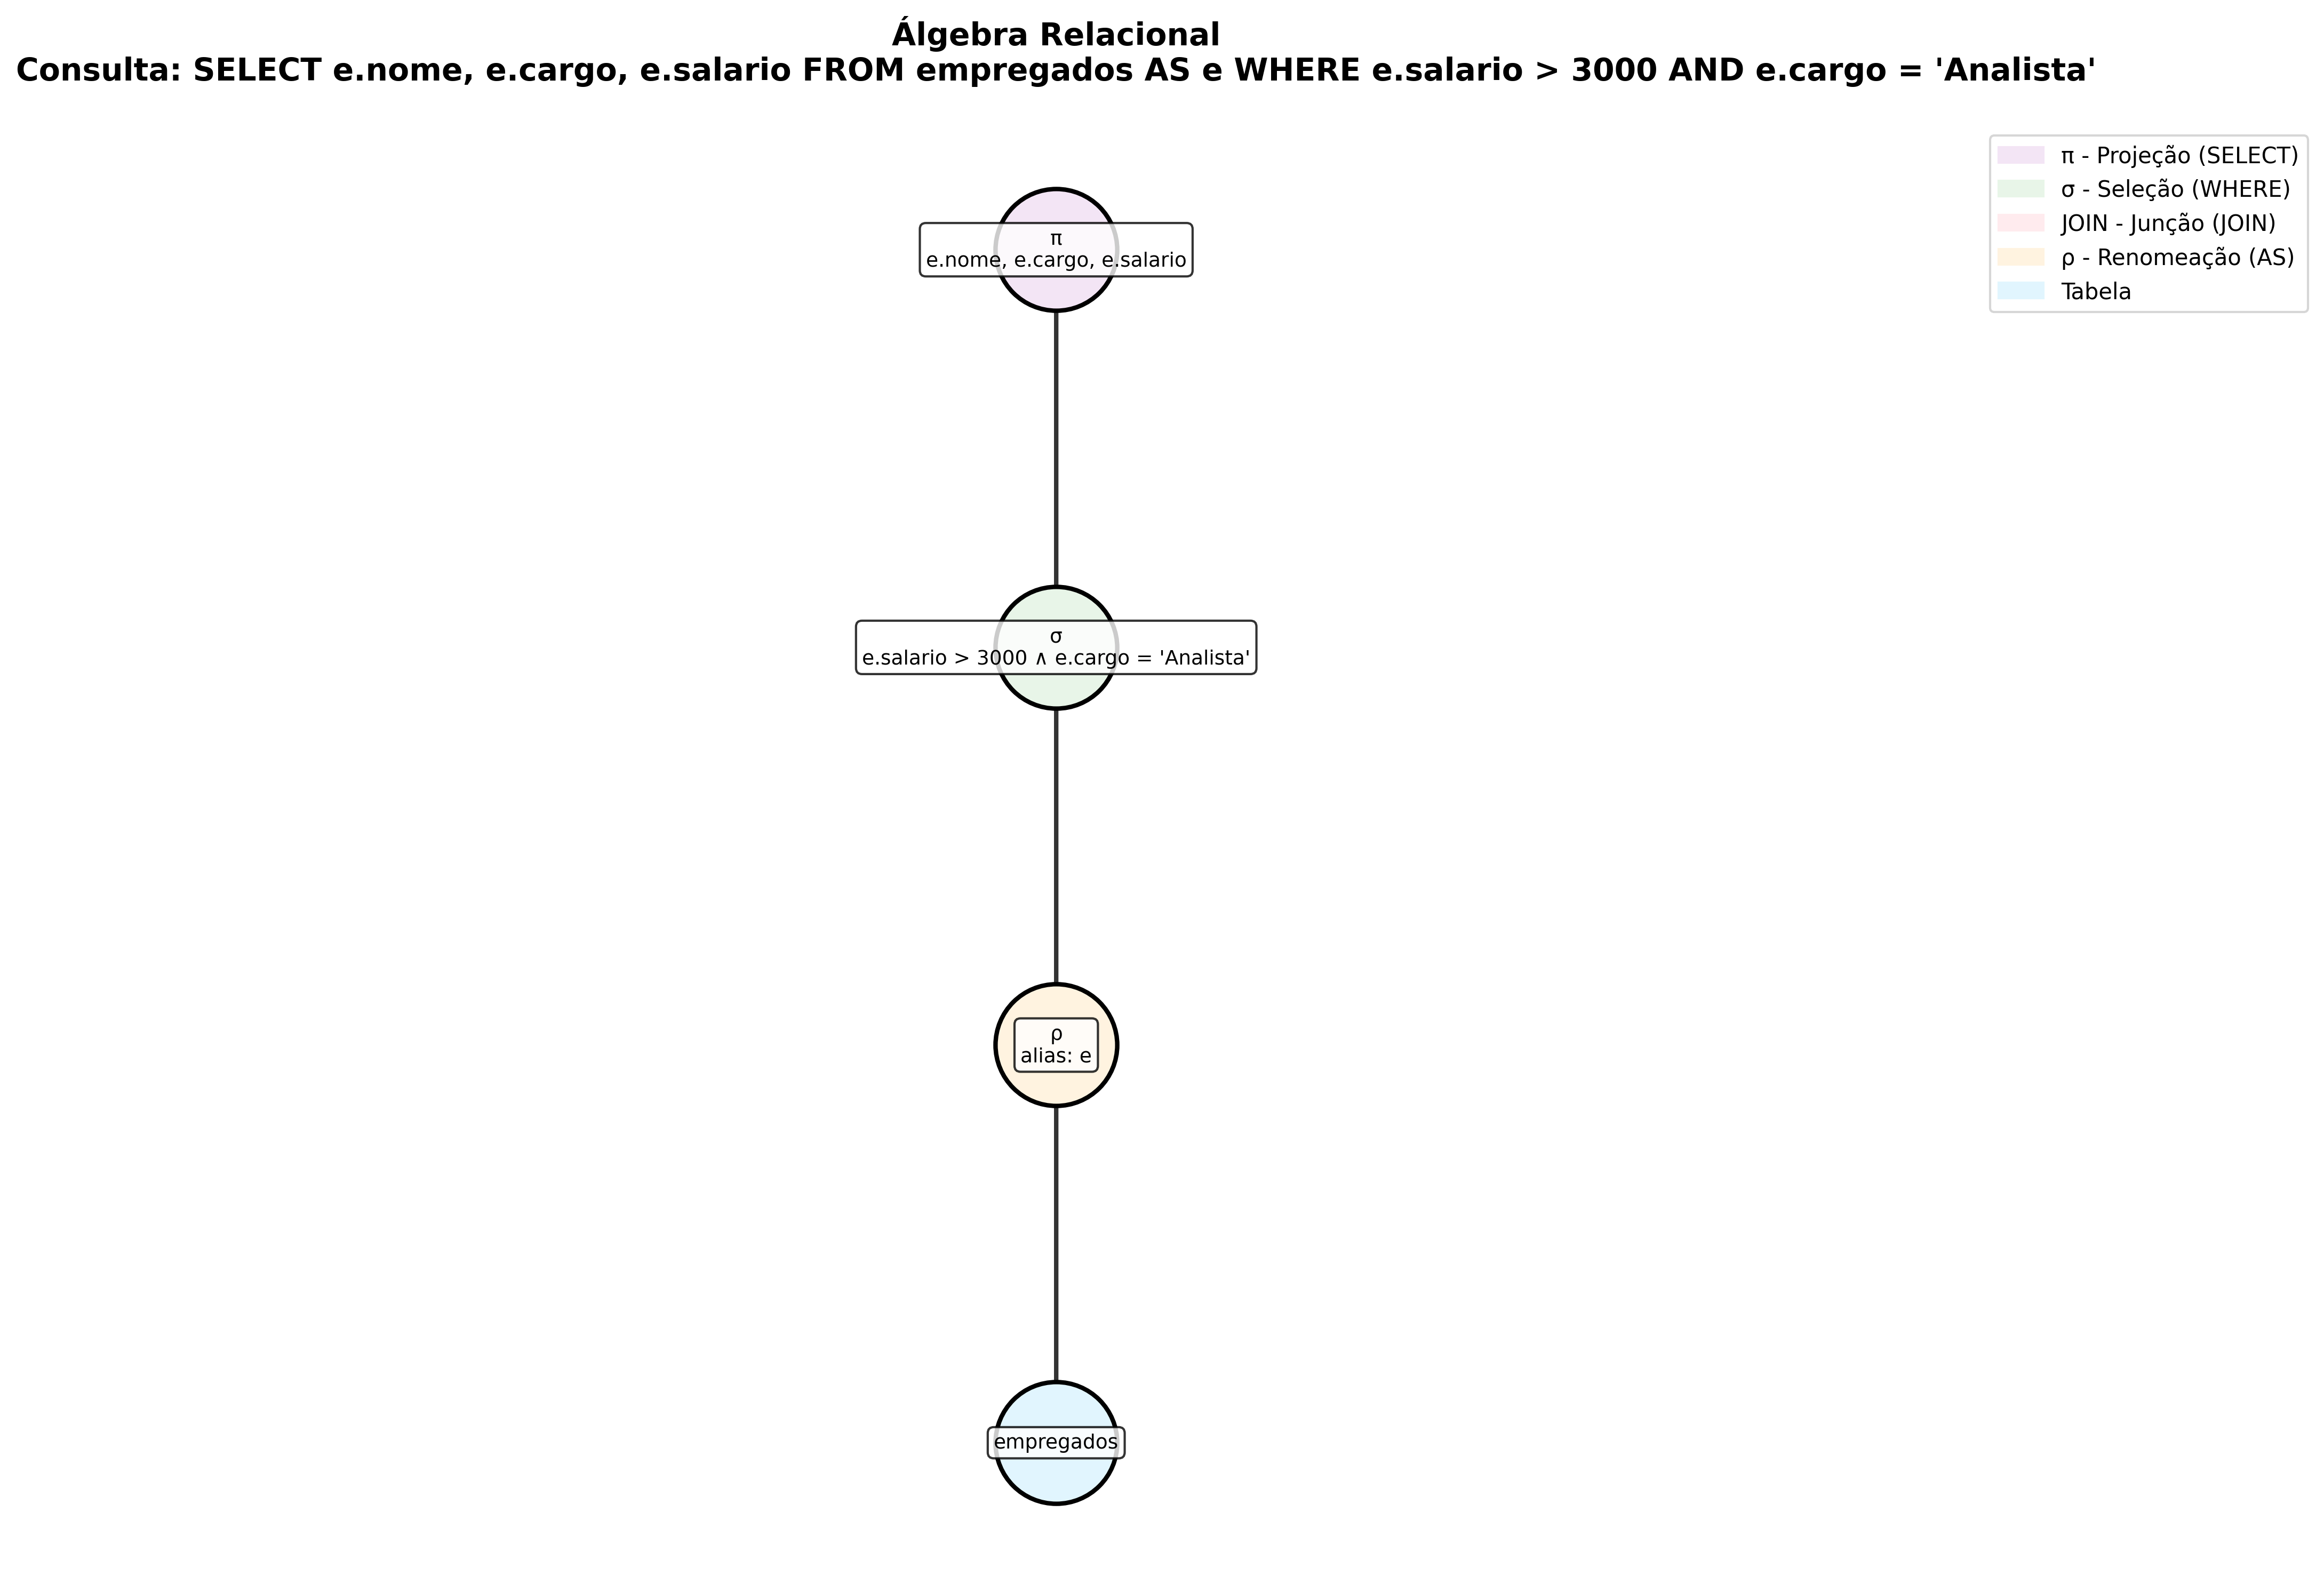 Álgebra Relacional
Consulta: SELECT e.nome, e.cargo, e.salario FROM empregados AS e WHERE e.salario > 3000 AND e.cargo = 'Analista'
π - Projeção (SELECT)
σ - Seleção (WHERE)
JOIN - Junção (JOIN)
ρ - Renomeação (AS)
Tabela
π
e.nome, e.cargo, e.salario
σ
e.salario > 3000 ∧ e.cargo = 'Analista'
ρ
alias: e
empregados